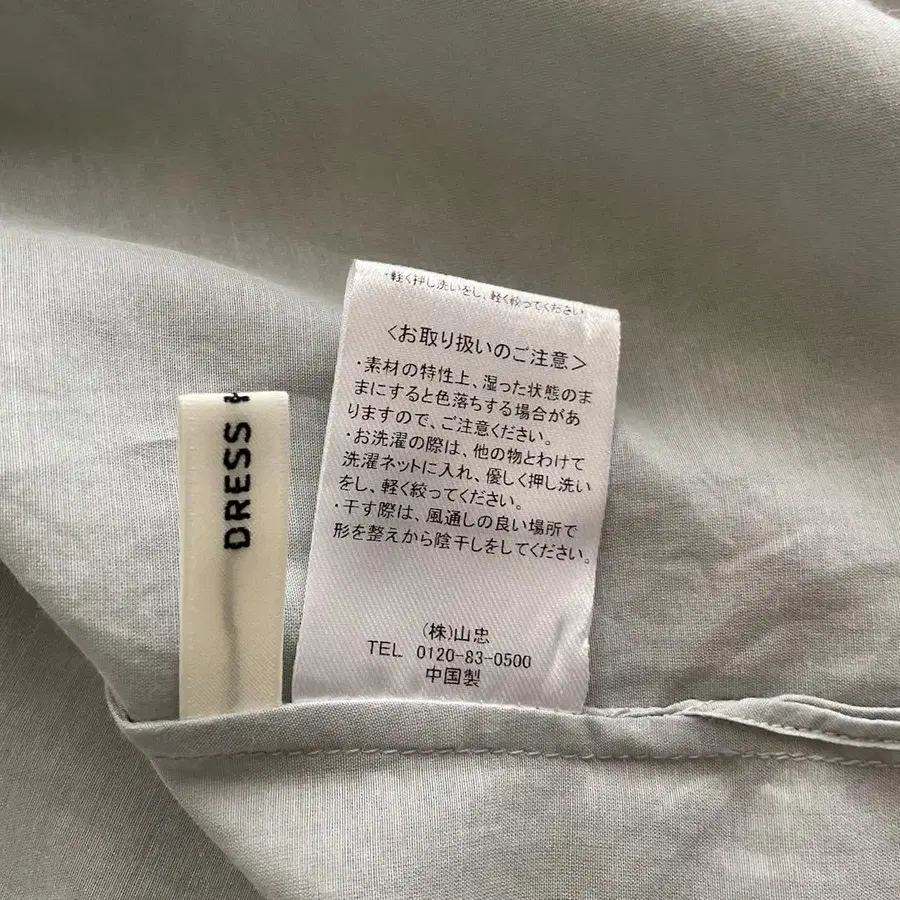 DRESS
・軽く押し洗いをし、軽く絞ってください
<お取り扱いのご注意>
・素材の特性上、湿った状態のま
まにすると色落ちする場合があ
りますので、ご注意ください。
・お洗濯の際は、他の物とわけて
洗濯ネットに入れ、優しく押し洗い
をし、軽く絞ってください。
・干す際は、風通しの良い場所で
形を整えから陰干しをしてください。
(株)山忠
TEL 0120-83-0500
中国製